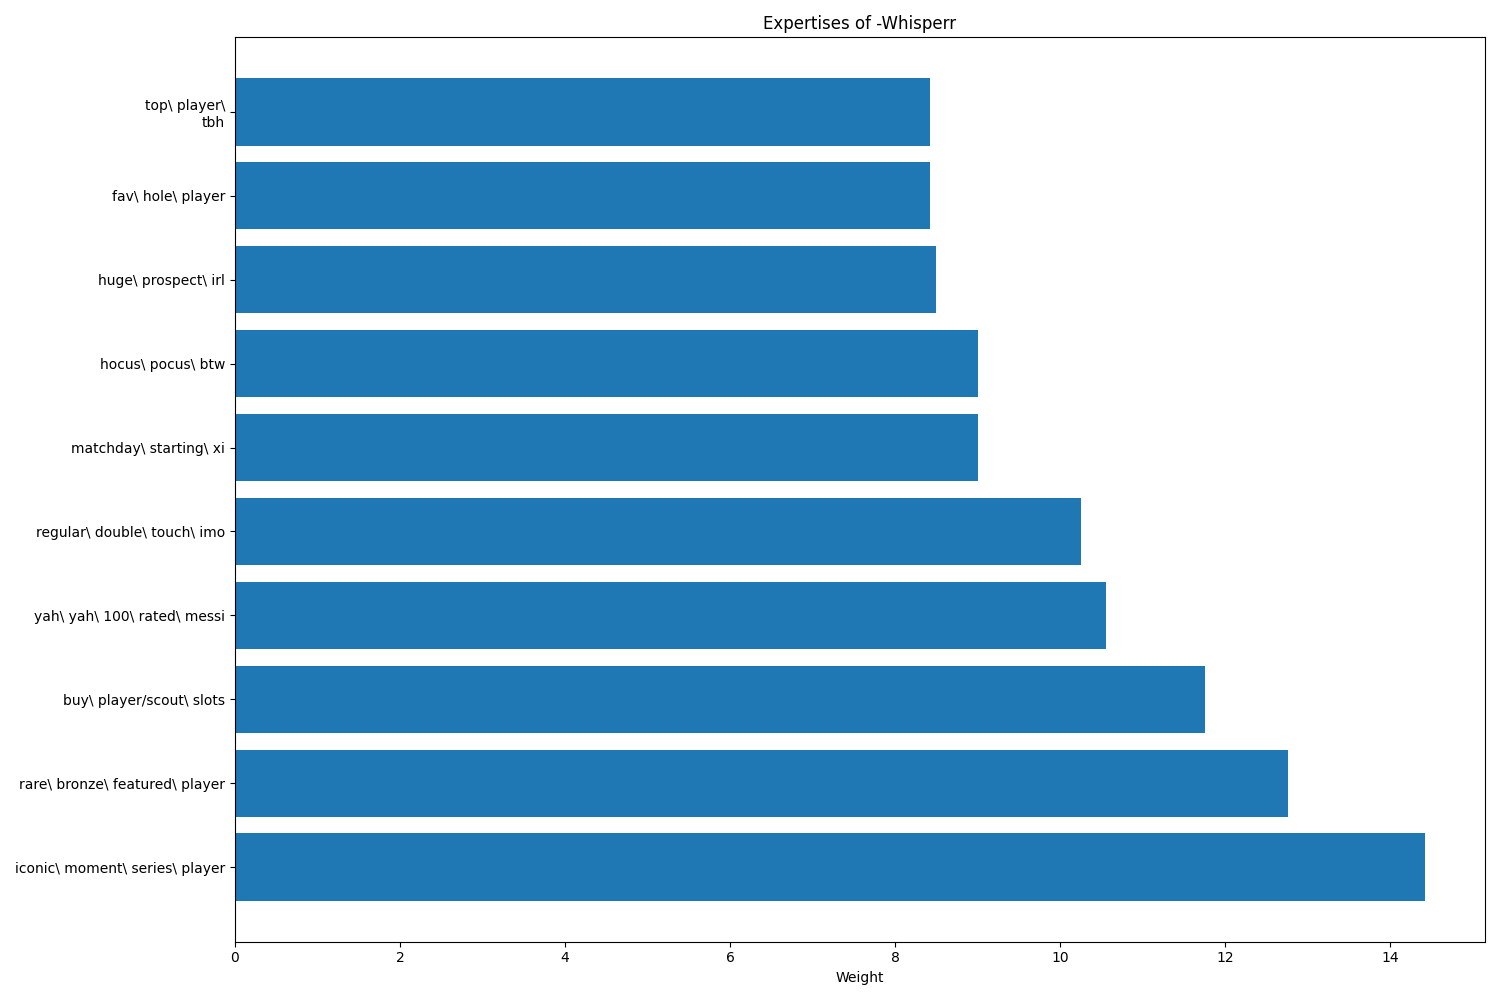 Expertises of -Whisperr
top\ player\
tbh
fav\ hole\ player
huge\ prospect\ irl
hocus\ pocus\ btw
matchday\ starting\ xi
regular\ double\ touch\ imo
yah\ yah\ 100\ rated\ messi
buy\ player/scout\ slots
rare\ bronze\ featured\ player
iconic\ moment\ series\ player
0 2 4 6 8 10 12 14
Weight